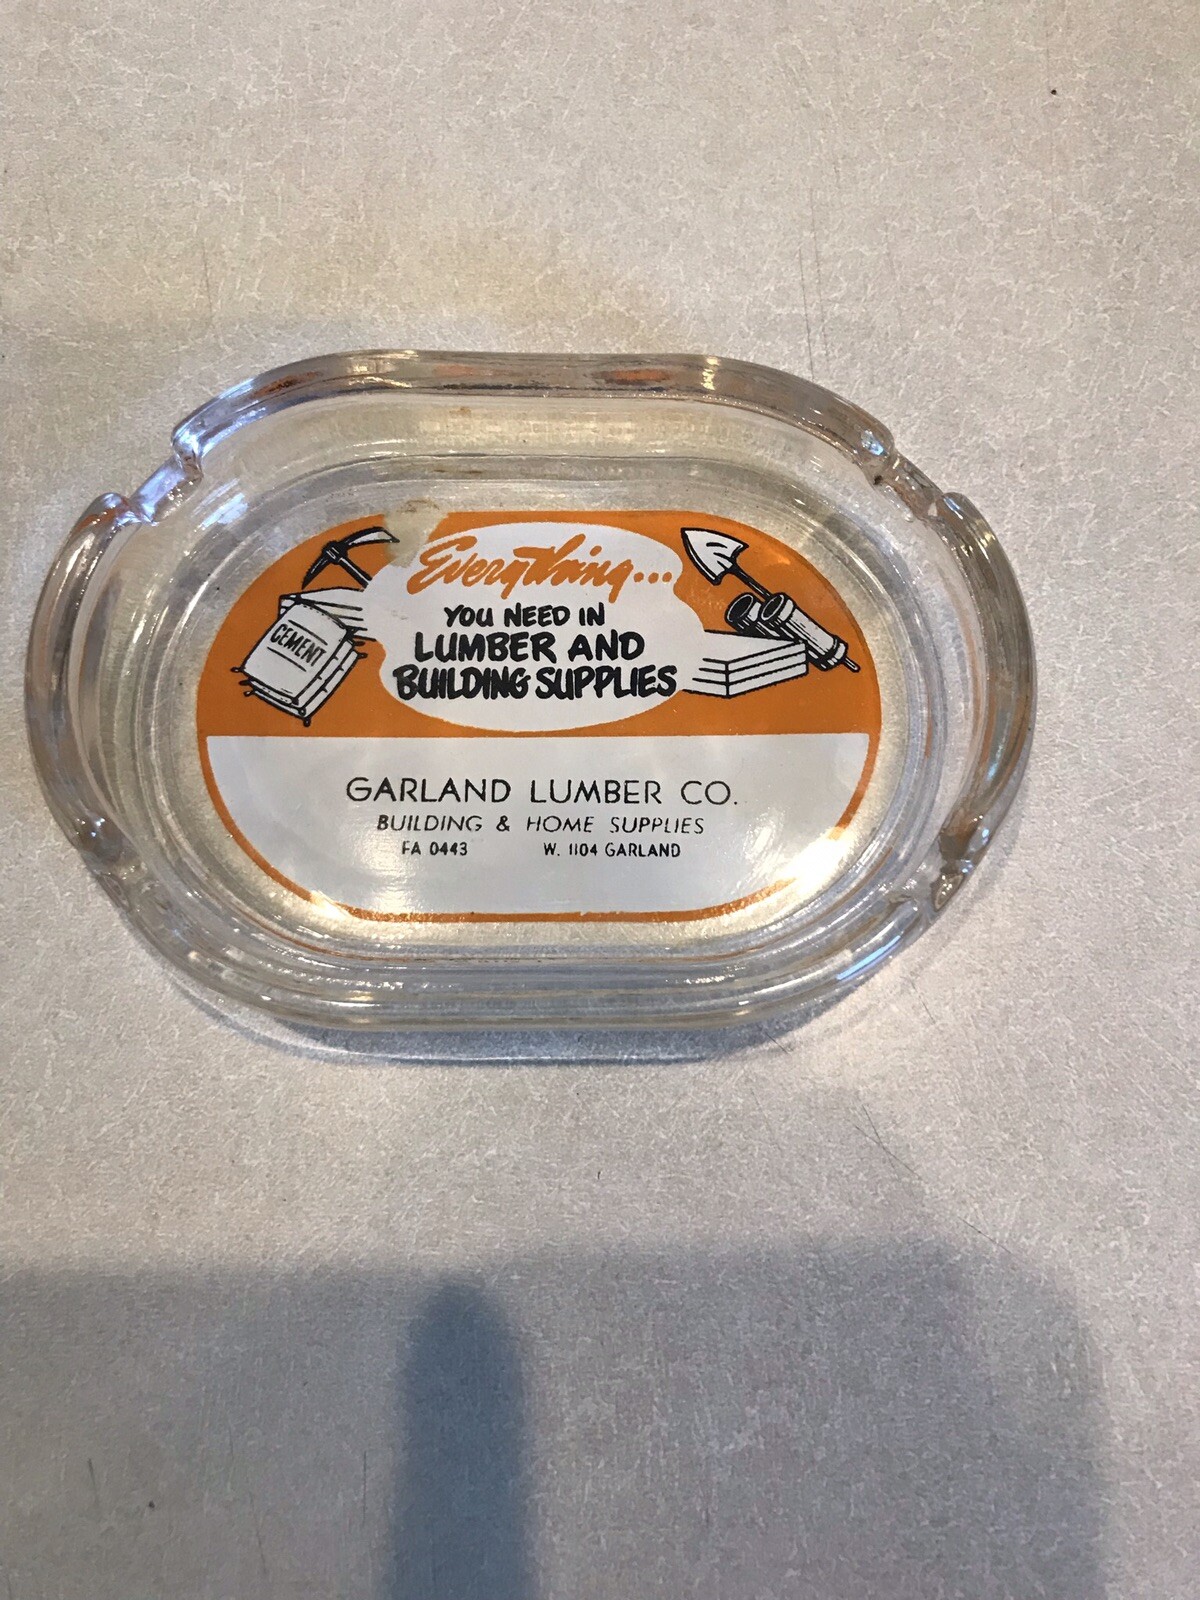 Everything...
YOU NEED IN
LUMBER AND
BUILDING SUPPLIES
CEMENT
GARLAND LUMBER CO.
BUILDING & HOME SUPPLIES
FA 0443 W. 1104 GARLAND